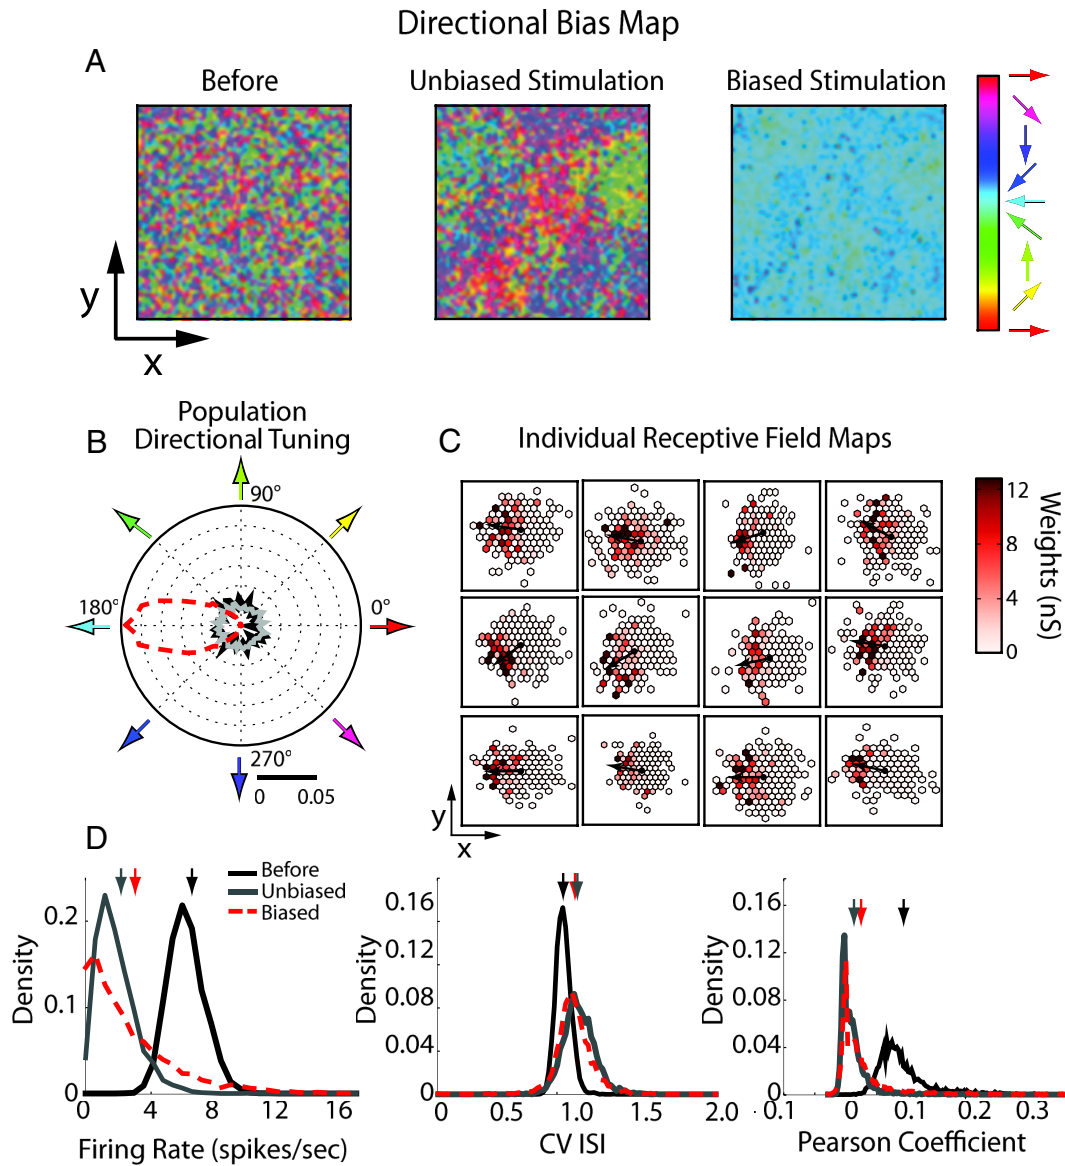 Directional Bias Map
A
Before
Unbiased Stimulation
Biased Stimulation
y
x
B
Population
Directional Tuning
90°
180°
0°
270°
0 0.05
C
Individual Receptive Field Maps
12
8
4
0
Weights (nS)
y
x
D
Before
Unbiased
Biased
Density
0.2
0.1
0
0 4 8 12 16
Firing Rate (spikes/sec)
Density
0.16
0.12
0.08
0.04
0
0 0.5 1.0 1.5 2.0
CV ISI
Density
0.16
0.12
0.08
0.04
0
0.1 0 0.1 0.2 0.3
Pearson Coefficient